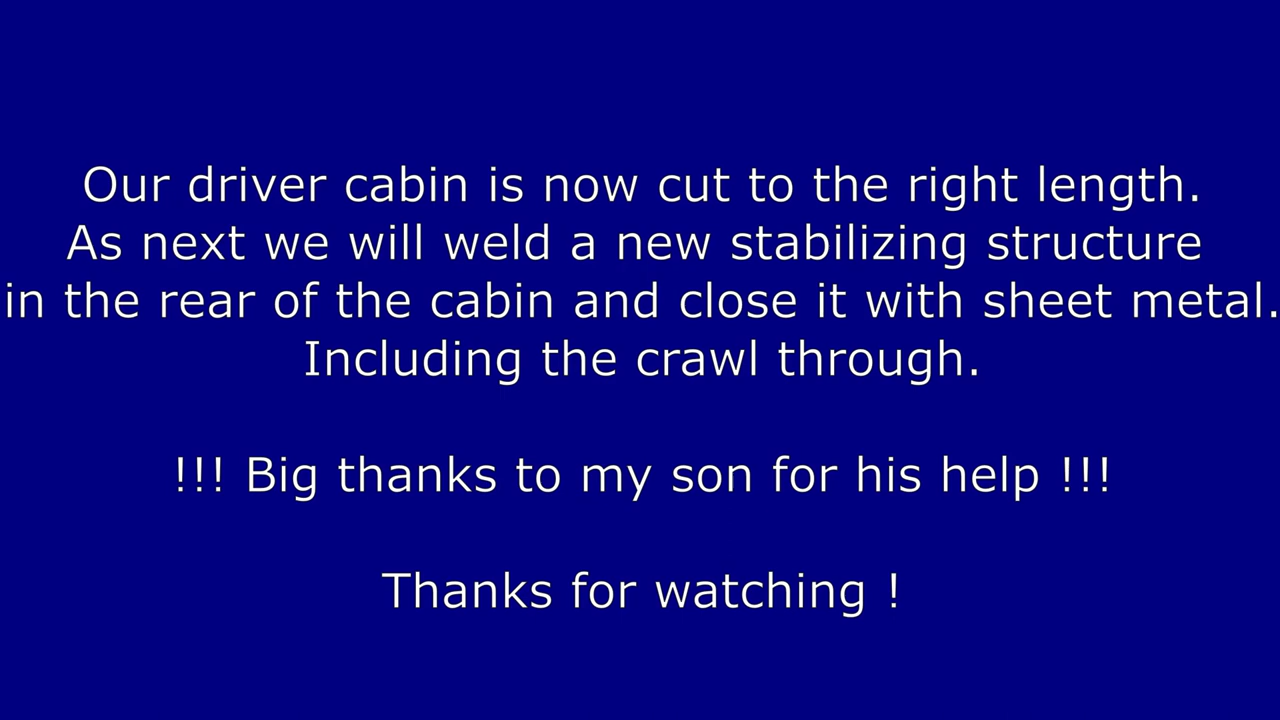 Our driver cabin is now cut to the right length.
As next we will weld a new stabilizing structure
in the rear of the cabin and close it with sheet metal.
Including the crawl through.
!!! Big thanks to my son for his help !!!
Thanks for watching !